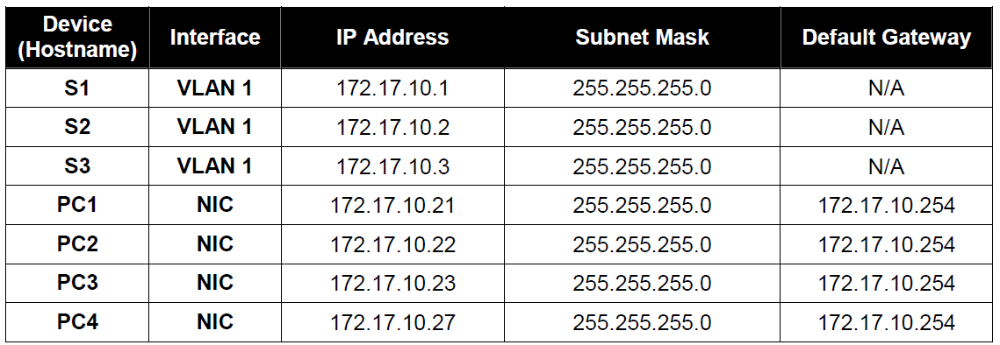 Device (Hostname) Interface IP Address Subnet Mask Default Gateway
S1 VLAN 1 172.17.10.1 255.255.255.0 N/A
S2 VLAN 1 172.17.10.2 255.255.255.0 N/A
S3 VLAN 1 172.17.10.3 255.255.255.0 N/A
PC1 NIC 172.17.10.21 255.255.255.0 172.17.10.254
PC2 NIC 172.17.10.22 255.255.255.0 172.17.10.254
PC3 NIC 172.17.10.23 255.255.255.0 172.17.10.254
PC4 NIC 172.17.10.27 255.255.255.0 172.17.10.254